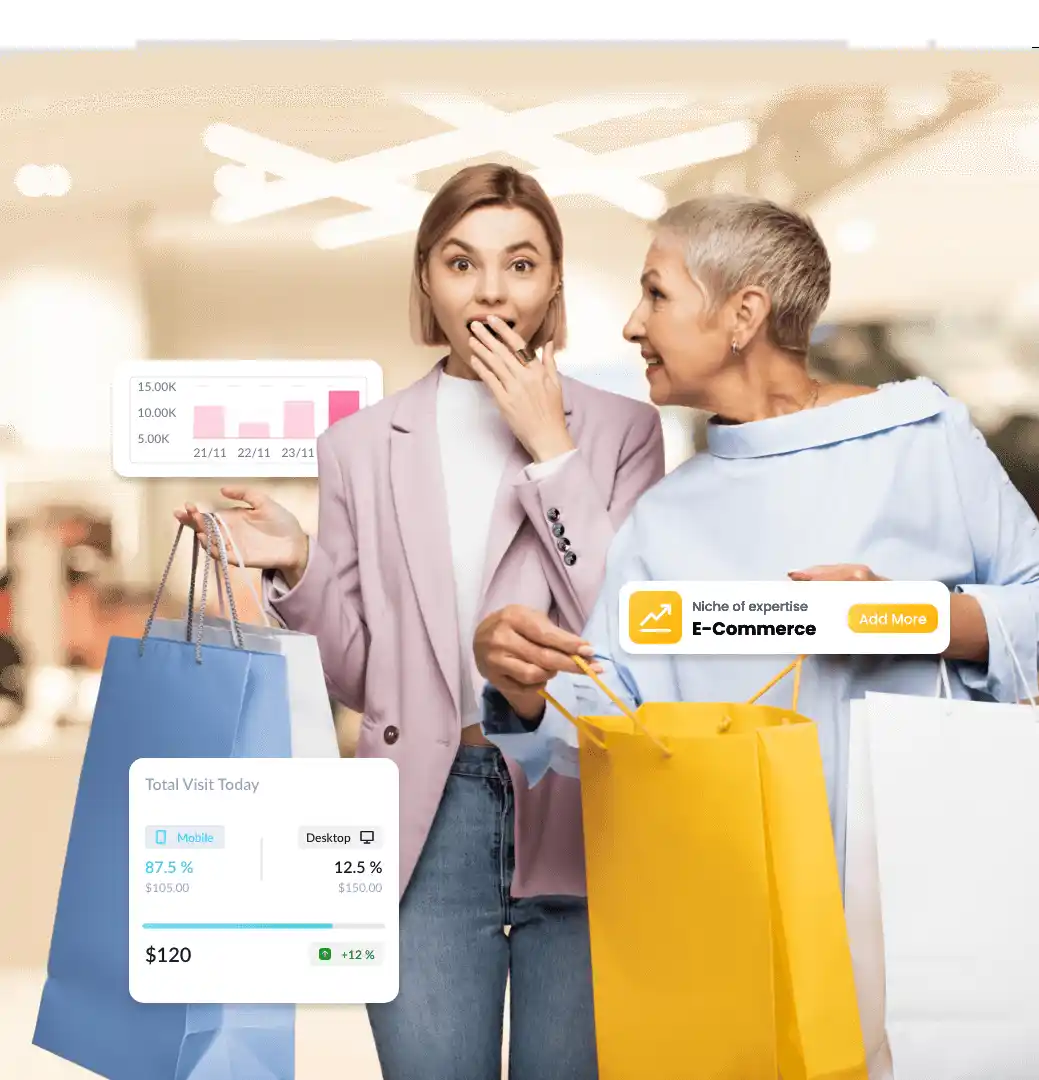 15.00K
10.00K
5.00K
21/11 22/11 23/11
Niche of expertise
E-Commerce
Add More
Total Visit Today
Mobile Desktop
87.5 % 12.5 %
$105.00 $150.00
$120 +12 %